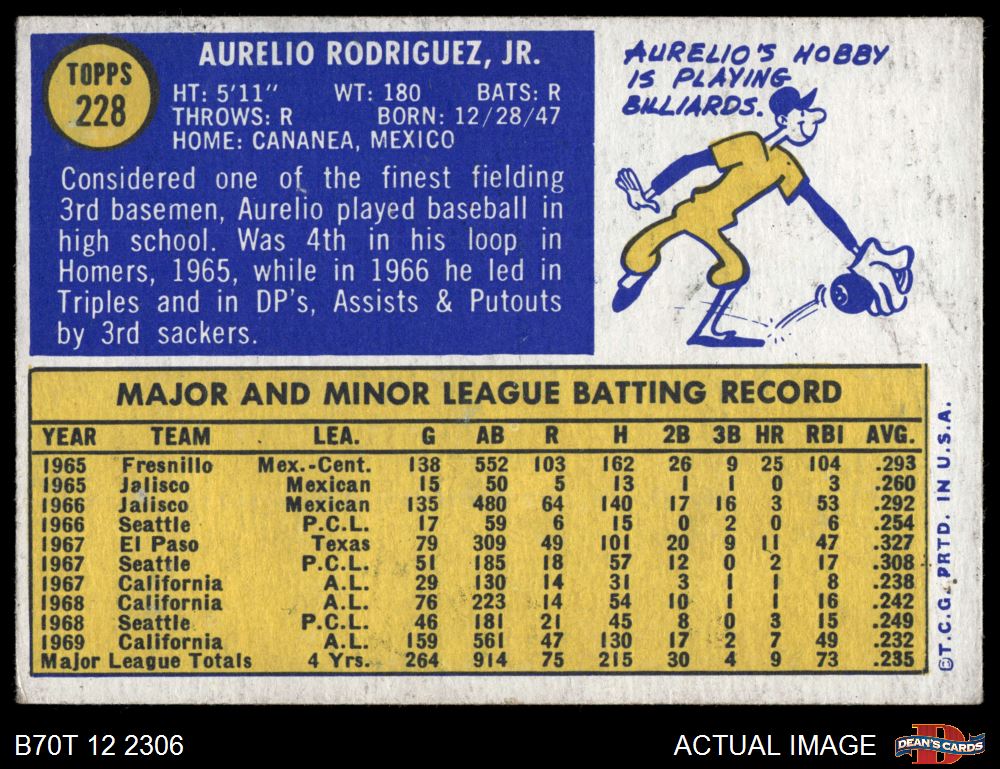 TOPPS
228
AURELIO RODRIGUEZ, JR.
HT: 5'11" WT: 180 BATS: R
THROWS: R BORN: 12/28/47
HOME: CANANEA, MEXICO
Considered one of the finest fielding
3rd basemen, Aurelio played baseball in
high school. Was 4th in his loop in
Homers, 1965, while in 1966 he led in
Triples and in DP's, Assists & Putouts
by 3rd sackers.
AURELIO'S HOBBY
IS PLAYING
BILLIARDS.
MAJOR AND MINOR LEAGUE BATTING RECORD
YEAR TEAM LEA. G AB R H 2B 3B HR RBI AVG.
1965 Fresnillo Mex.-Cent. 138 552 103 162 26 9 25 104 .293
1965 Jalisco Mexican 15 50 5 13 1 1 0 3 .260
1966 Jalisco Mexican 135 480 64 140 17 16 3 53 .292
1966 Seattle P.C.L. 17 59 6 15 0 2 0 6 .254
1967 El Paso Texas 79 309 49 101 20 9 11 47 .327
1967 Seattle P.C.L. 51 185 18 57 12 0 2 17 .308
1967 California A.L. 29 130 14 31 3 1 1 8 .238
1968 California A.L. 76 223 14 54 10 1 1 16 .242
1968 Seattle P.C.L. 46 181 21 45 8 0 3 15 .249
1969 California A.L. 159 561 47 130 17 2 7 49 .232
Major League Totals 4 Yrs. 264 914 75 215 30 4 9 73 .235
©T.C.G. PRTD. IN U.S.A.
B70T 12 2306
ACTUAL IMAGE
D
DEAN'S CARDS